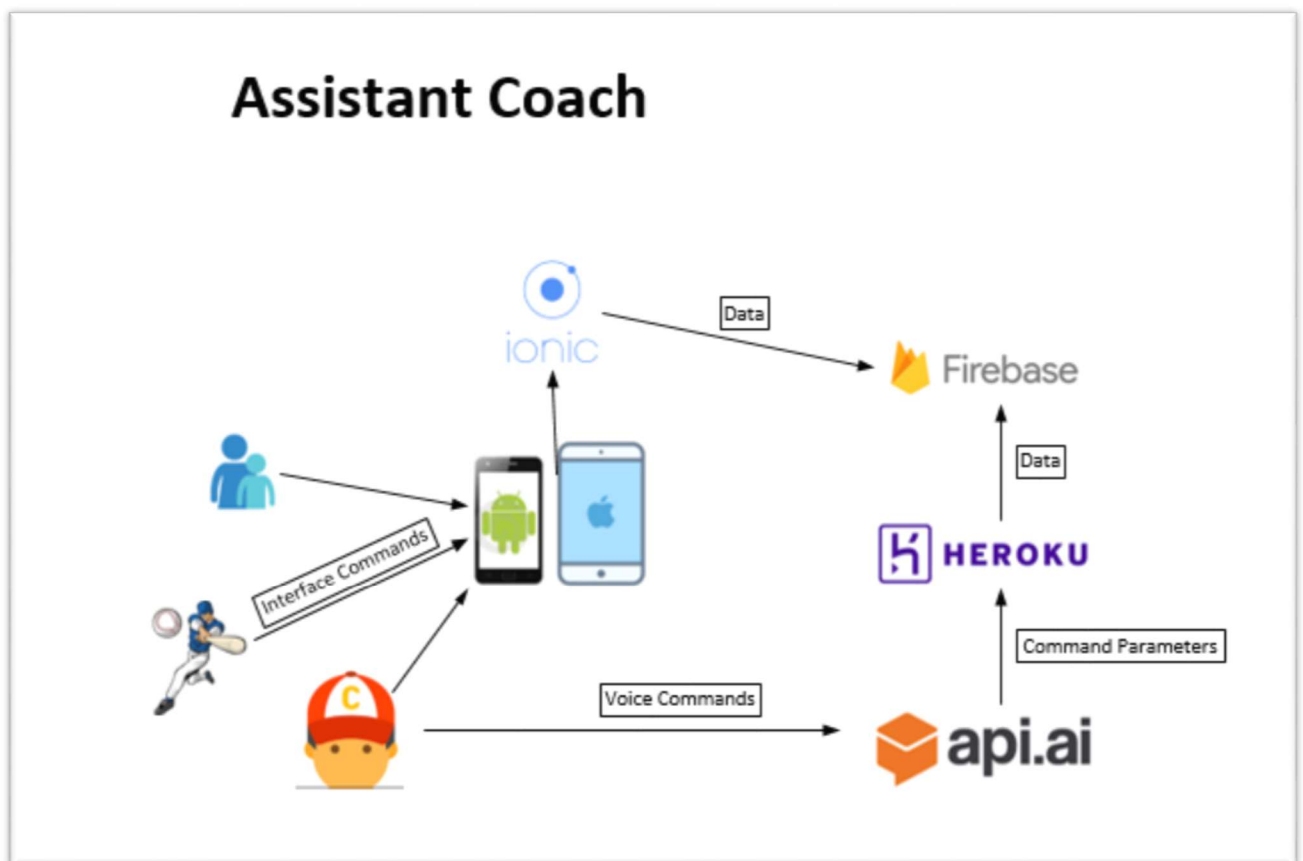 Assistant Coach
ionic
Data
Firebase
Data
Interface Commands
HEROKU
Command Parameters
C
Voice Commands
api.ai